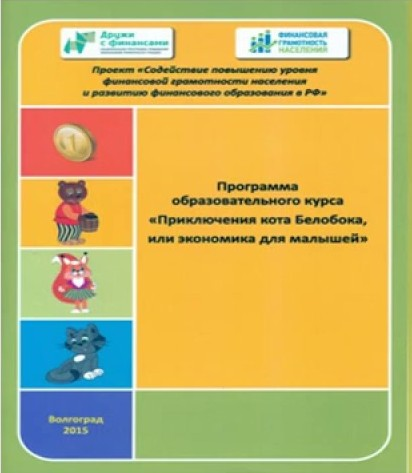 Дружи
с финансами
ФИНАНСОВАЯ
ГРАМОТНОСТЬ
НАСЕЛЕНИЯ
Проект «Содействие повышению уровня
финансовой грамотности населения
и развитию финансового образования в РФ»
1
Программа
образовательного курса
«Приключения кота Белобока,
или экономика для малышей»
Волгоград
2015